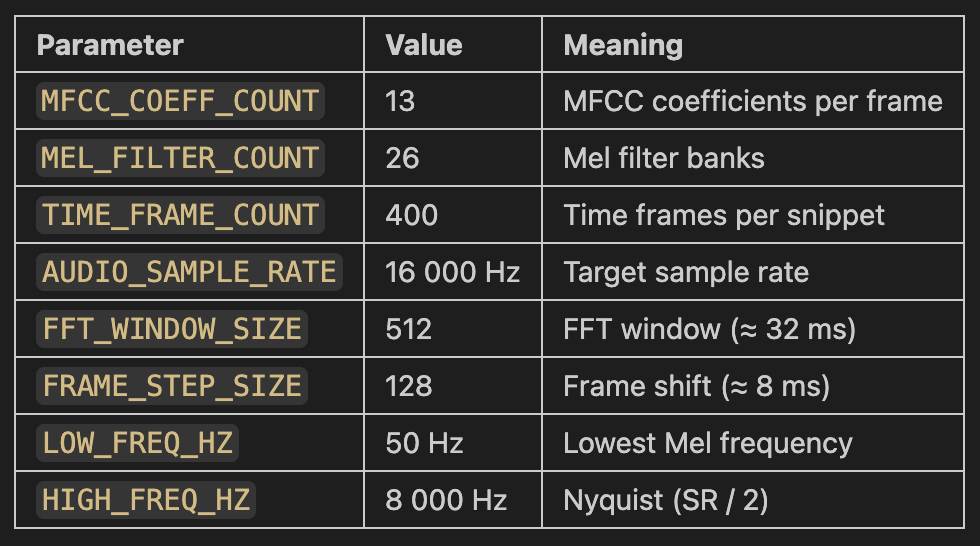 Parameter Value Meaning
MFCC_COEFF_COUNT 13 MFCC coefficients per frame
MEL_FILTER_COUNT 26 Mel filter banks
TIME_FRAME_COUNT 400 Time frames per snippet
AUDIO_SAMPLE_RATE 16 000 Hz Target sample rate
FFT_WINDOW_SIZE 512 FFT window (≈ 32 ms)
FRAME_STEP_SIZE 128 Frame shift (≈ 8 ms)
LOW_FREQ_HZ 50 Hz Lowest Mel frequency
HIGH_FREQ_HZ 8 000 Hz Nyquist (SR / 2)